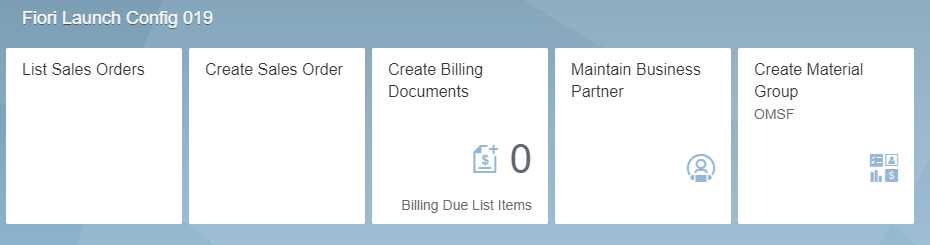 Fiori Launch Config 019
List Sales Orders
Create Sales Order
Create Billing
Documents
0
Billing Due List Items
Maintain Business
Partner
Create Material
Group
OMSF